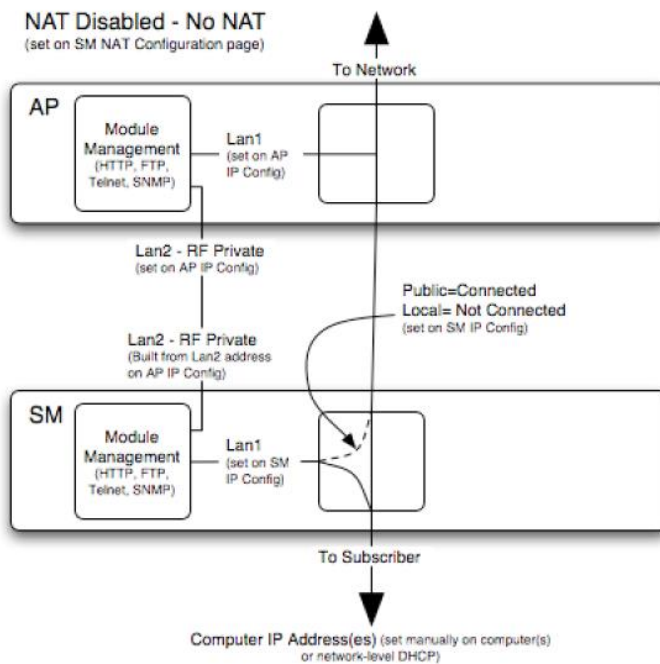 NAT Disabled - No NAT
(set on SM NAT Configuration page)
To Network
AP
Module
Management
(HTTP, FTP,
Telnet, SNMP)
Lan1
(set on AP
IP Config)
Lan2 - RF Private
(set on AP IP Config)
Public=Connected
Local= Not Connected
(set on SM IP Config)
Lan2 - RF Private
(Built from Lan2 address
on AP IP Config)
SM
Module
Management
(HTTP, FTP,
Telnet, SNMP)
Lan1
(set on SM
IP Config)
To Subscriber
Computer IP Address(es) (set manually on computer(s)
or network-level DHCP)